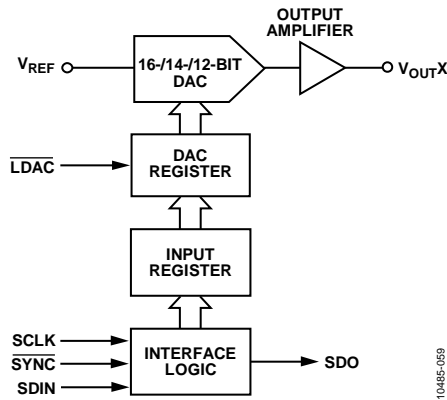 OUTPUT
AMPLIFIER
VREF
16-/14-/12-BIT
DAC
VOUTX
LDAC
DAC
REGISTER
INPUT
REGISTER
SCLK
SYNC
SDIN
INTERFACE
LOGIC
SDO
10485-059